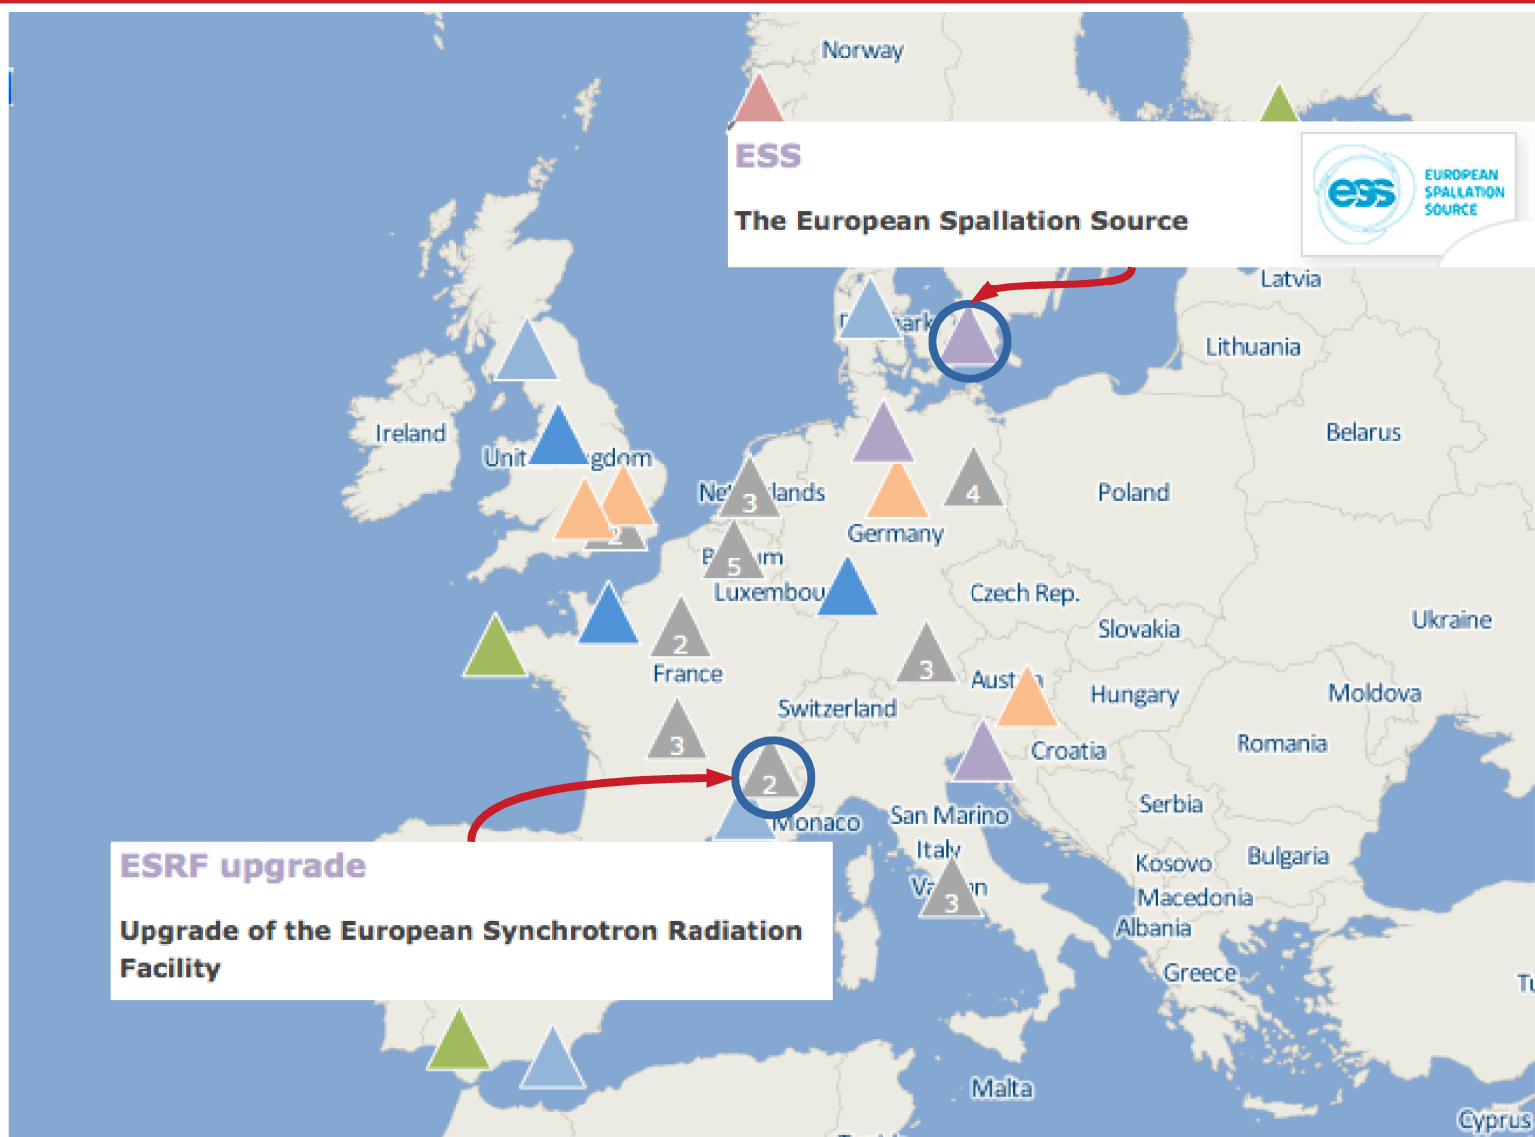 Norway
ESS
The European Spallation Source
ess
EUROPEAN
SPALLATION
SOURCE
Latvia
Lithuania
Ireland
Belarus
3
4
Poland
2
Germany
5
Czech Rep.
Ukraine
Slovakia
2
France
3
Hungary
Moldova
Switzerland
3
Croatia
Romania
2
Serbia
San Marino
Monaco
Italy
Kosovo
Bulgaria
ESRF upgrade
3
Macedonia
Albania
Upgrade of the European Synchrotron Radiation
Facility
Greece
Malta
Cyprus